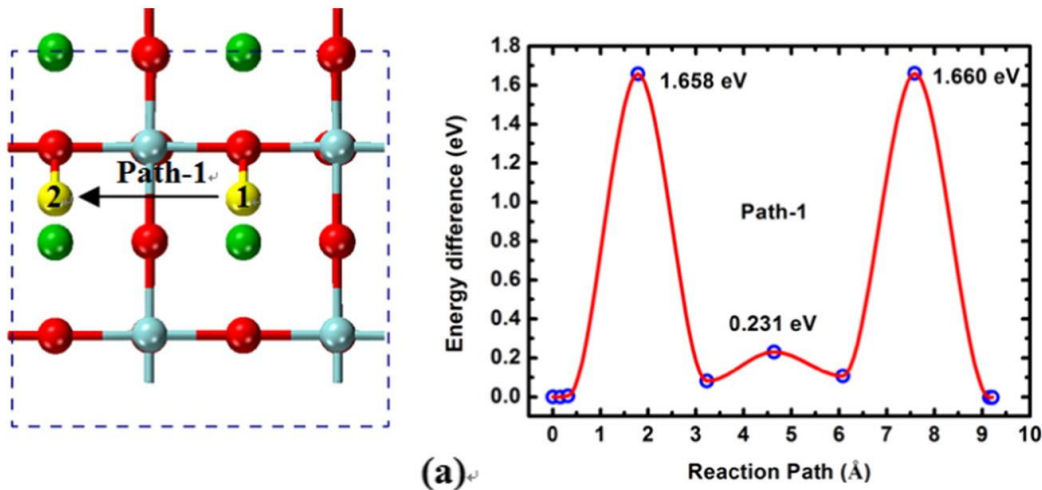 Path-1
2
1
(a)
Energy difference (eV)
1.8
1.6
1.4
1.2
1.0
0.8
0.6
0.4
0.2
0.0
1.658 eV
1.660 eV
Path-1
0.231 eV
0 1 2 3 4 5 6 7 8 9 10
Reaction Path (Å)